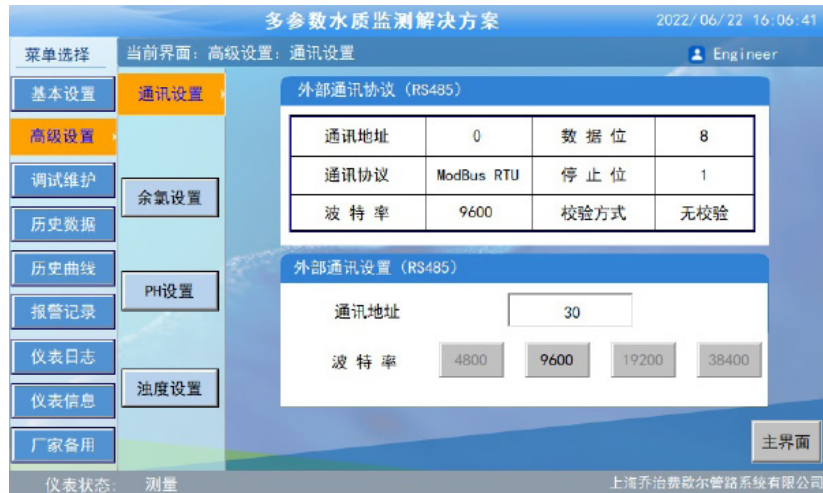 多参数水质监测解决方案 2022/06/22 16:06:41
菜单选择 当前界面: 高级设置: 通讯设置 Engineer
基本设置
高级设置
调试维护
历史数据
历史曲线
报警记录
仪表日志
仪表信息
厂家备用
通讯设置
余氯设置
PH设置
浊度设置
外部通讯协议 (RS485)
通讯地址 0 数据位 8
通讯协议 ModBus RTU 停止位 1
波特率 9600 校验方式 无校验
外部通讯设置 (RS485)
通讯地址 30
波特率 4800 9600 19200 38400
主界面
仪表状态: 测量 上海乔治费歇尔管路系统有限公司